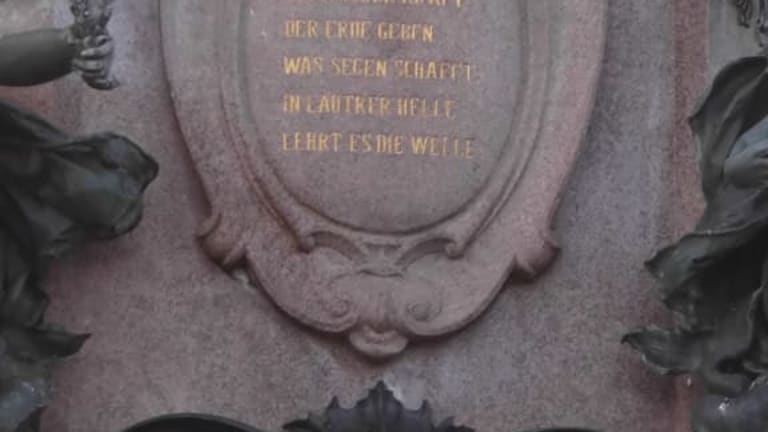 DER ERDE GEBEN
WAS SEGEN SCHAFFT
IN LAUTRER HELLE
LEHRT ES DIE WELLE